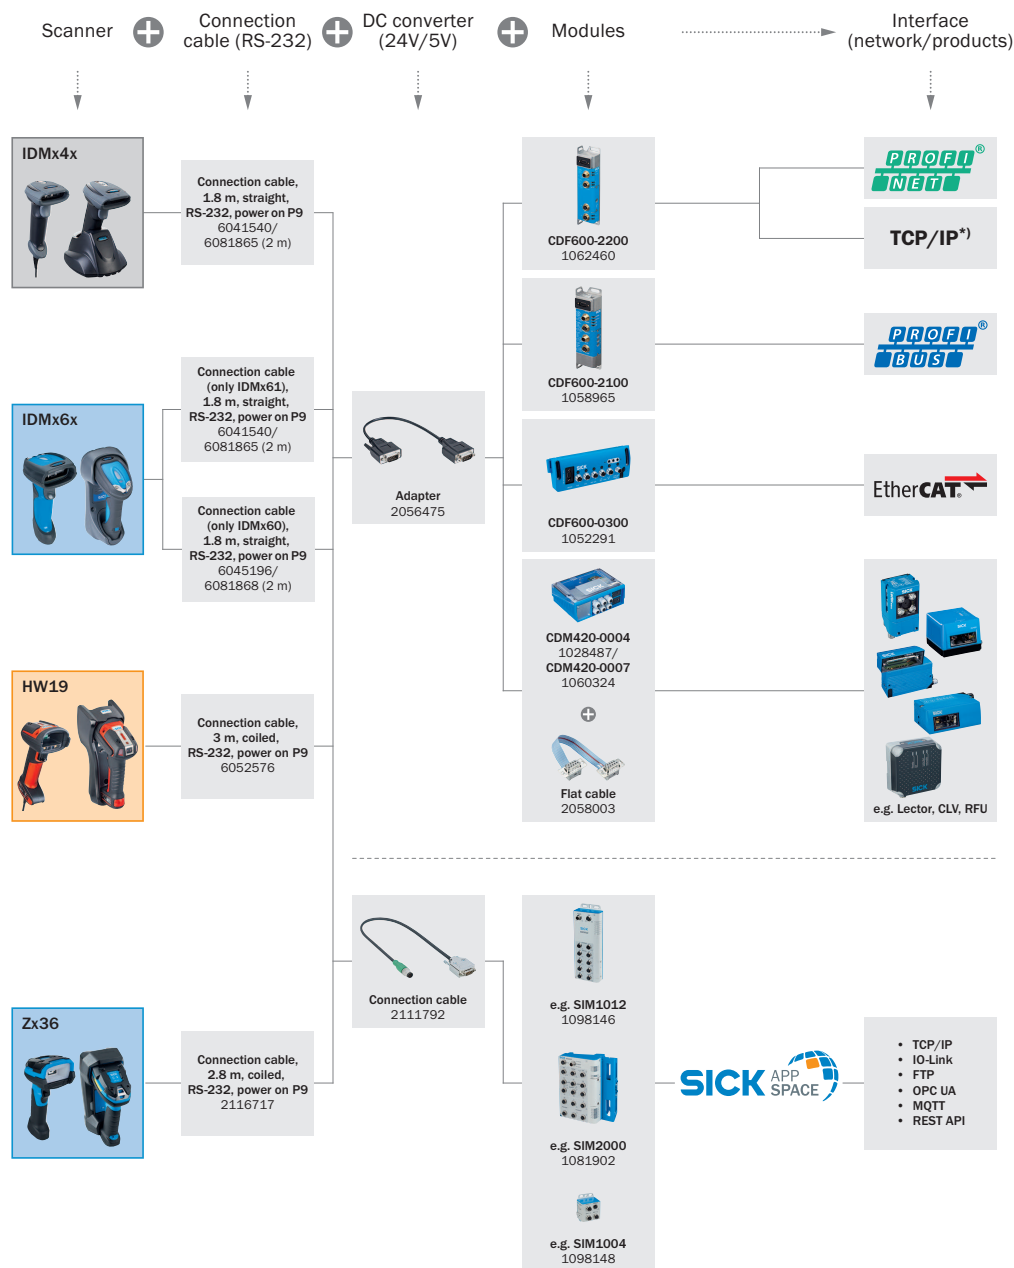 Scanner
Connection
cable (RS-232)
DC converter
(24V/5V)
Modules
Interface
(network/products)
IDMx4x
Connection cable,
1.8 m, straight,
RS-232, power on P9
6041540/
6081865 (2 m)
CDF600-2200
1062460
PROFI®
NET
TCP/IP*)
IDMx6x
Connection cable
(only IDMx61),
1.8 m, straight,
RS-232, power on P9
6041540/
6081865 (2 m)
Connection cable
(only IDMx60),
1.8 m, straight,
RS-232, power on P9
6045196/
6081868 (2 m)
Adapter
2056475
CDF600-2100
1058965
PROFI®
BUS
SICK
CDF600-0300
1052291
EtherCAT®
CDM420-0004
1028487/
CDM420-0007
1060324
Flat cable
2058003
SICK
e.g. Lector, CLV, RFU
HW19
Connection cable,
3 m, coiled,
RS-232, power on P9
6052576
Connection cable
2111792
SICK
e.g. SIM1012
1098146
Zx36
Connection cable,
2.8 m, coiled,
RS-232, power on P9
2116717
e.g. SIM2000
1081902
e.g. SIM1004
1098148
SICK APP
SPACE
• TCP/IP
• IO-Link
• FTP
• OPC UA
• MQTT
• REST API